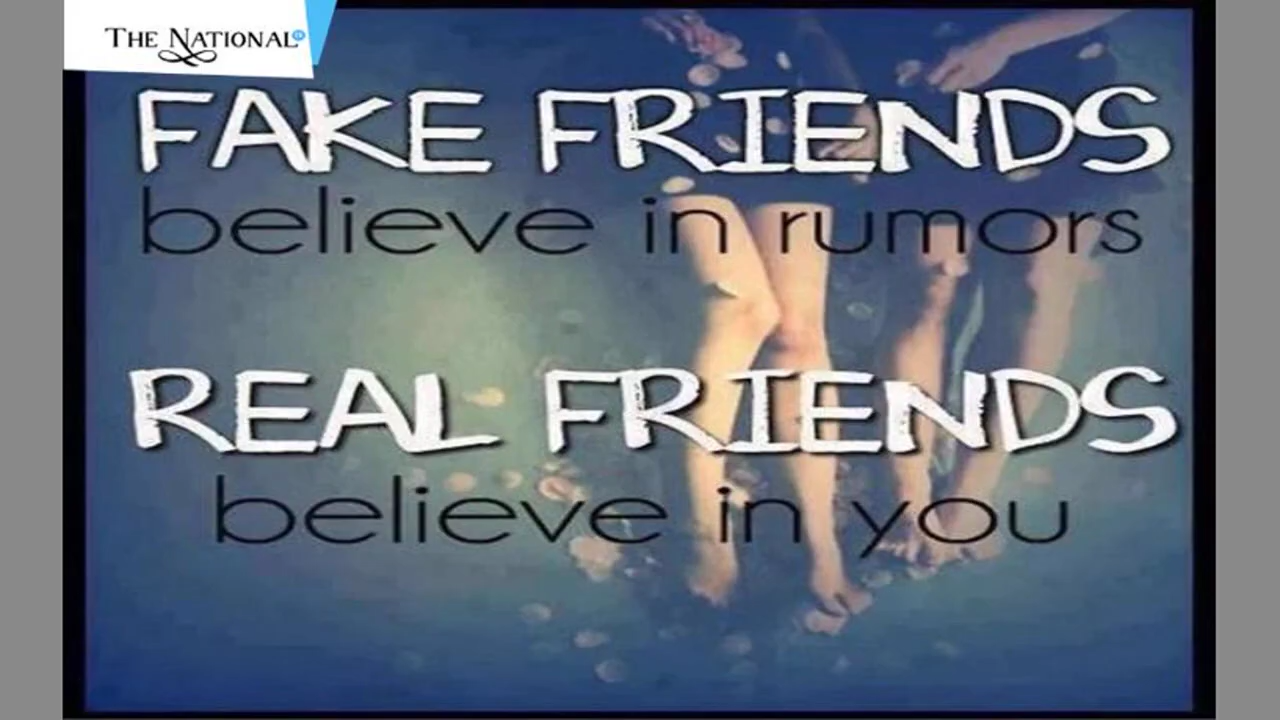 THE NATIONAL
FAKE FRIENDS
believe in rumors
REAL FRIENDS
believe in you